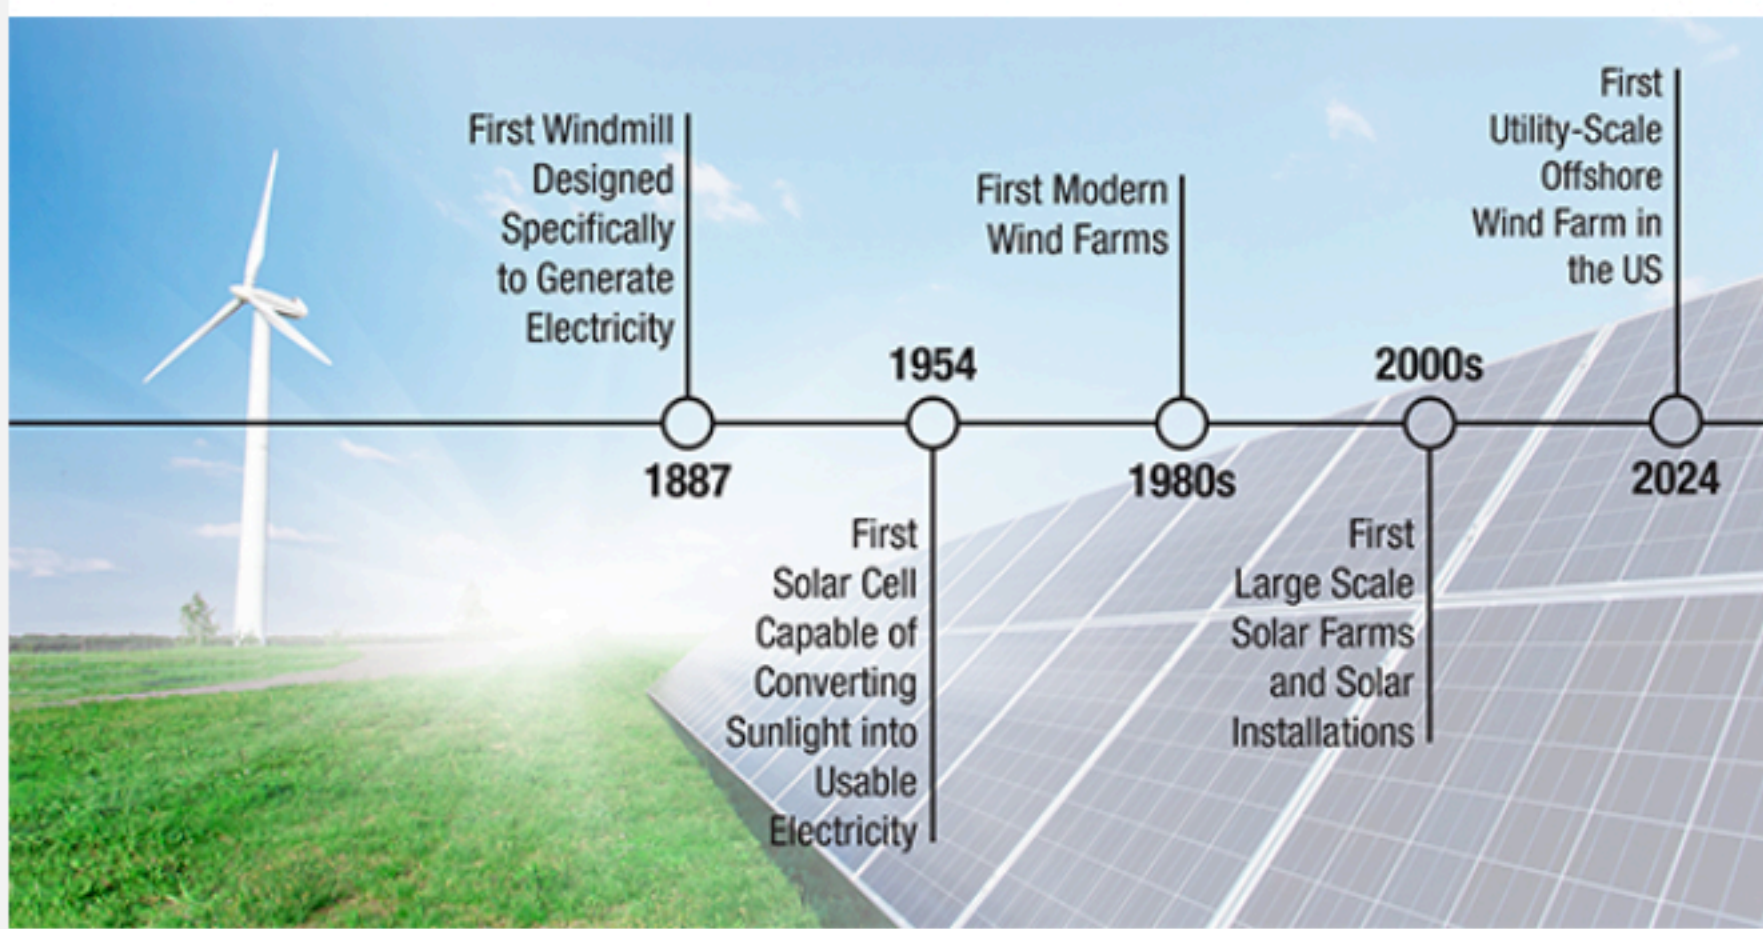 First Windmill
Designed
Specifically
to Generate
Electricity
1887
1954
First
Solar Cell
Capable of
Converting
Sunlight into
Usable
Electricity
First Modern
Wind Farms
1980s
2000s
First
Large Scale
Solar Farms
and Solar
Installations
First
Utility-Scale
Offshore
Wind Farm in
the US
2024